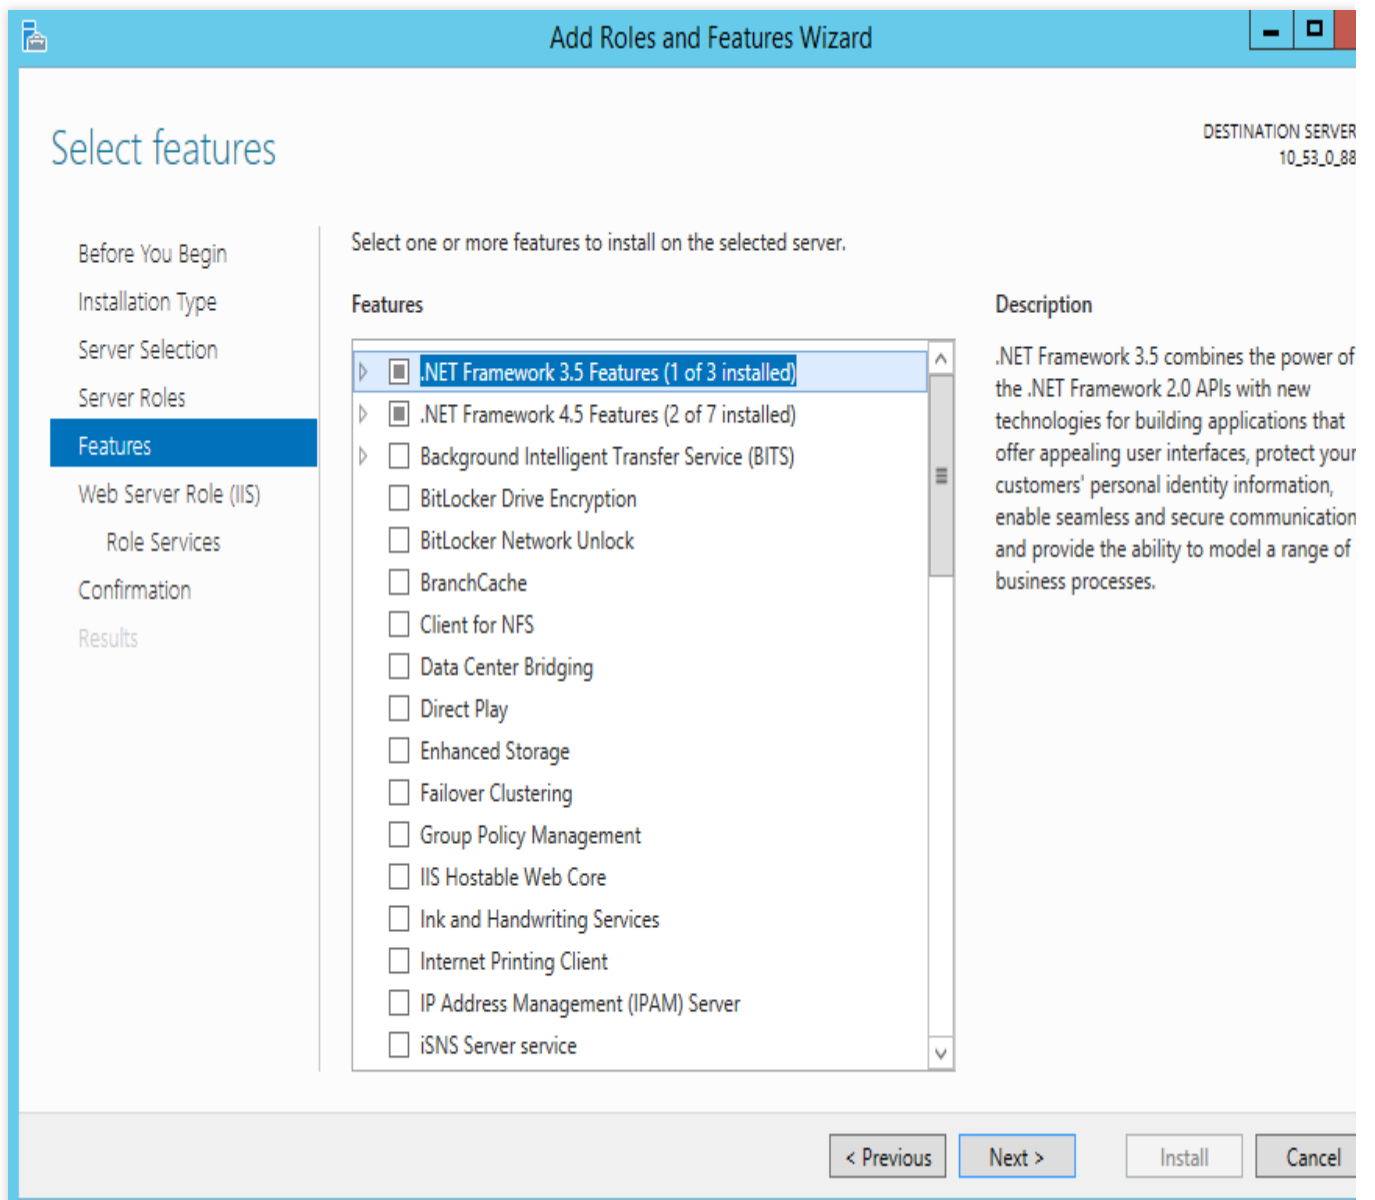 Add Roles and Features Wizard
Select features
DESTINATION SERVER
10_53_0_88
Before You Begin
Installation Type
Server Selection
Server Roles
Features
Web Server Role (IIS)
Role Services
Confirmation
Results
Select one or more features to install on the selected server.
Features
.NET Framework 3.5 Features (1 of 3 installed)
.NET Framework 4.5 Features (2 of 7 installed)
Background Intelligent Transfer Service (BITS)
BitLocker Drive Encryption
BitLocker Network Unlock
BranchCache
Client for NFS
Data Center Bridging
Direct Play
Enhanced Storage
Failover Clustering
Group Policy Management
IIS Hostable Web Core
Ink and Handwriting Services
Internet Printing Client
IP Address Management (IPAM) Server
iSNS Server service
Description
.NET Framework 3.5 combines the power of
the .NET Framework 2.0 APIs with new
technologies for building applications that
offer appealing user interfaces, protect your
customers' personal identity information,
enable seamless and secure communication
and provide the ability to model a range of
business processes.
< Previous
Next >
Install
Cancel